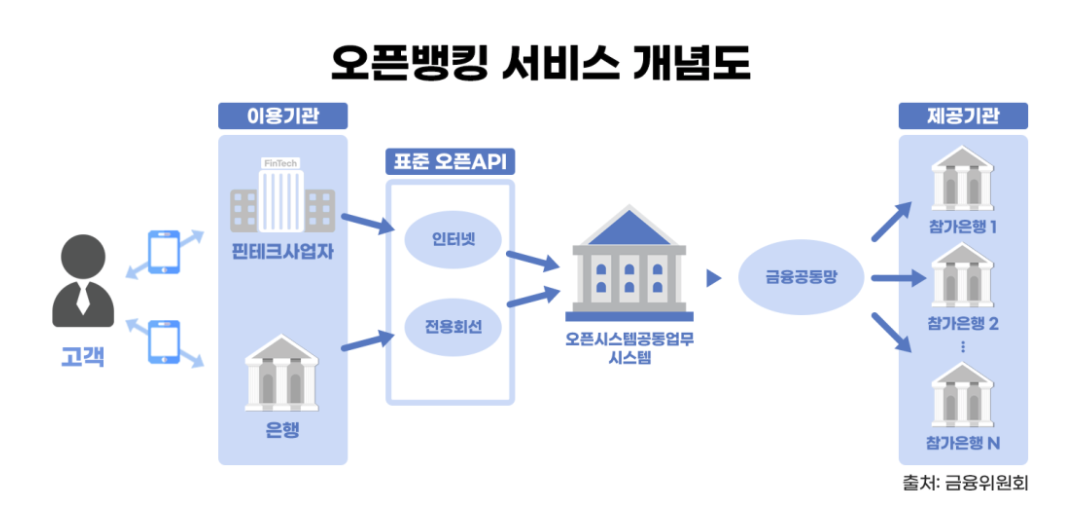 오픈뱅킹 서비스 개념도
이용기관
FinTech
핀테크사업자
은행
고객
표준 오픈API
인터넷
전용회선
오픈시스템공동업무
시스템
금융공동망
제공기관
참가은행 1
참가은행 2
⋮
참가은행 N
출처: 금융위원회